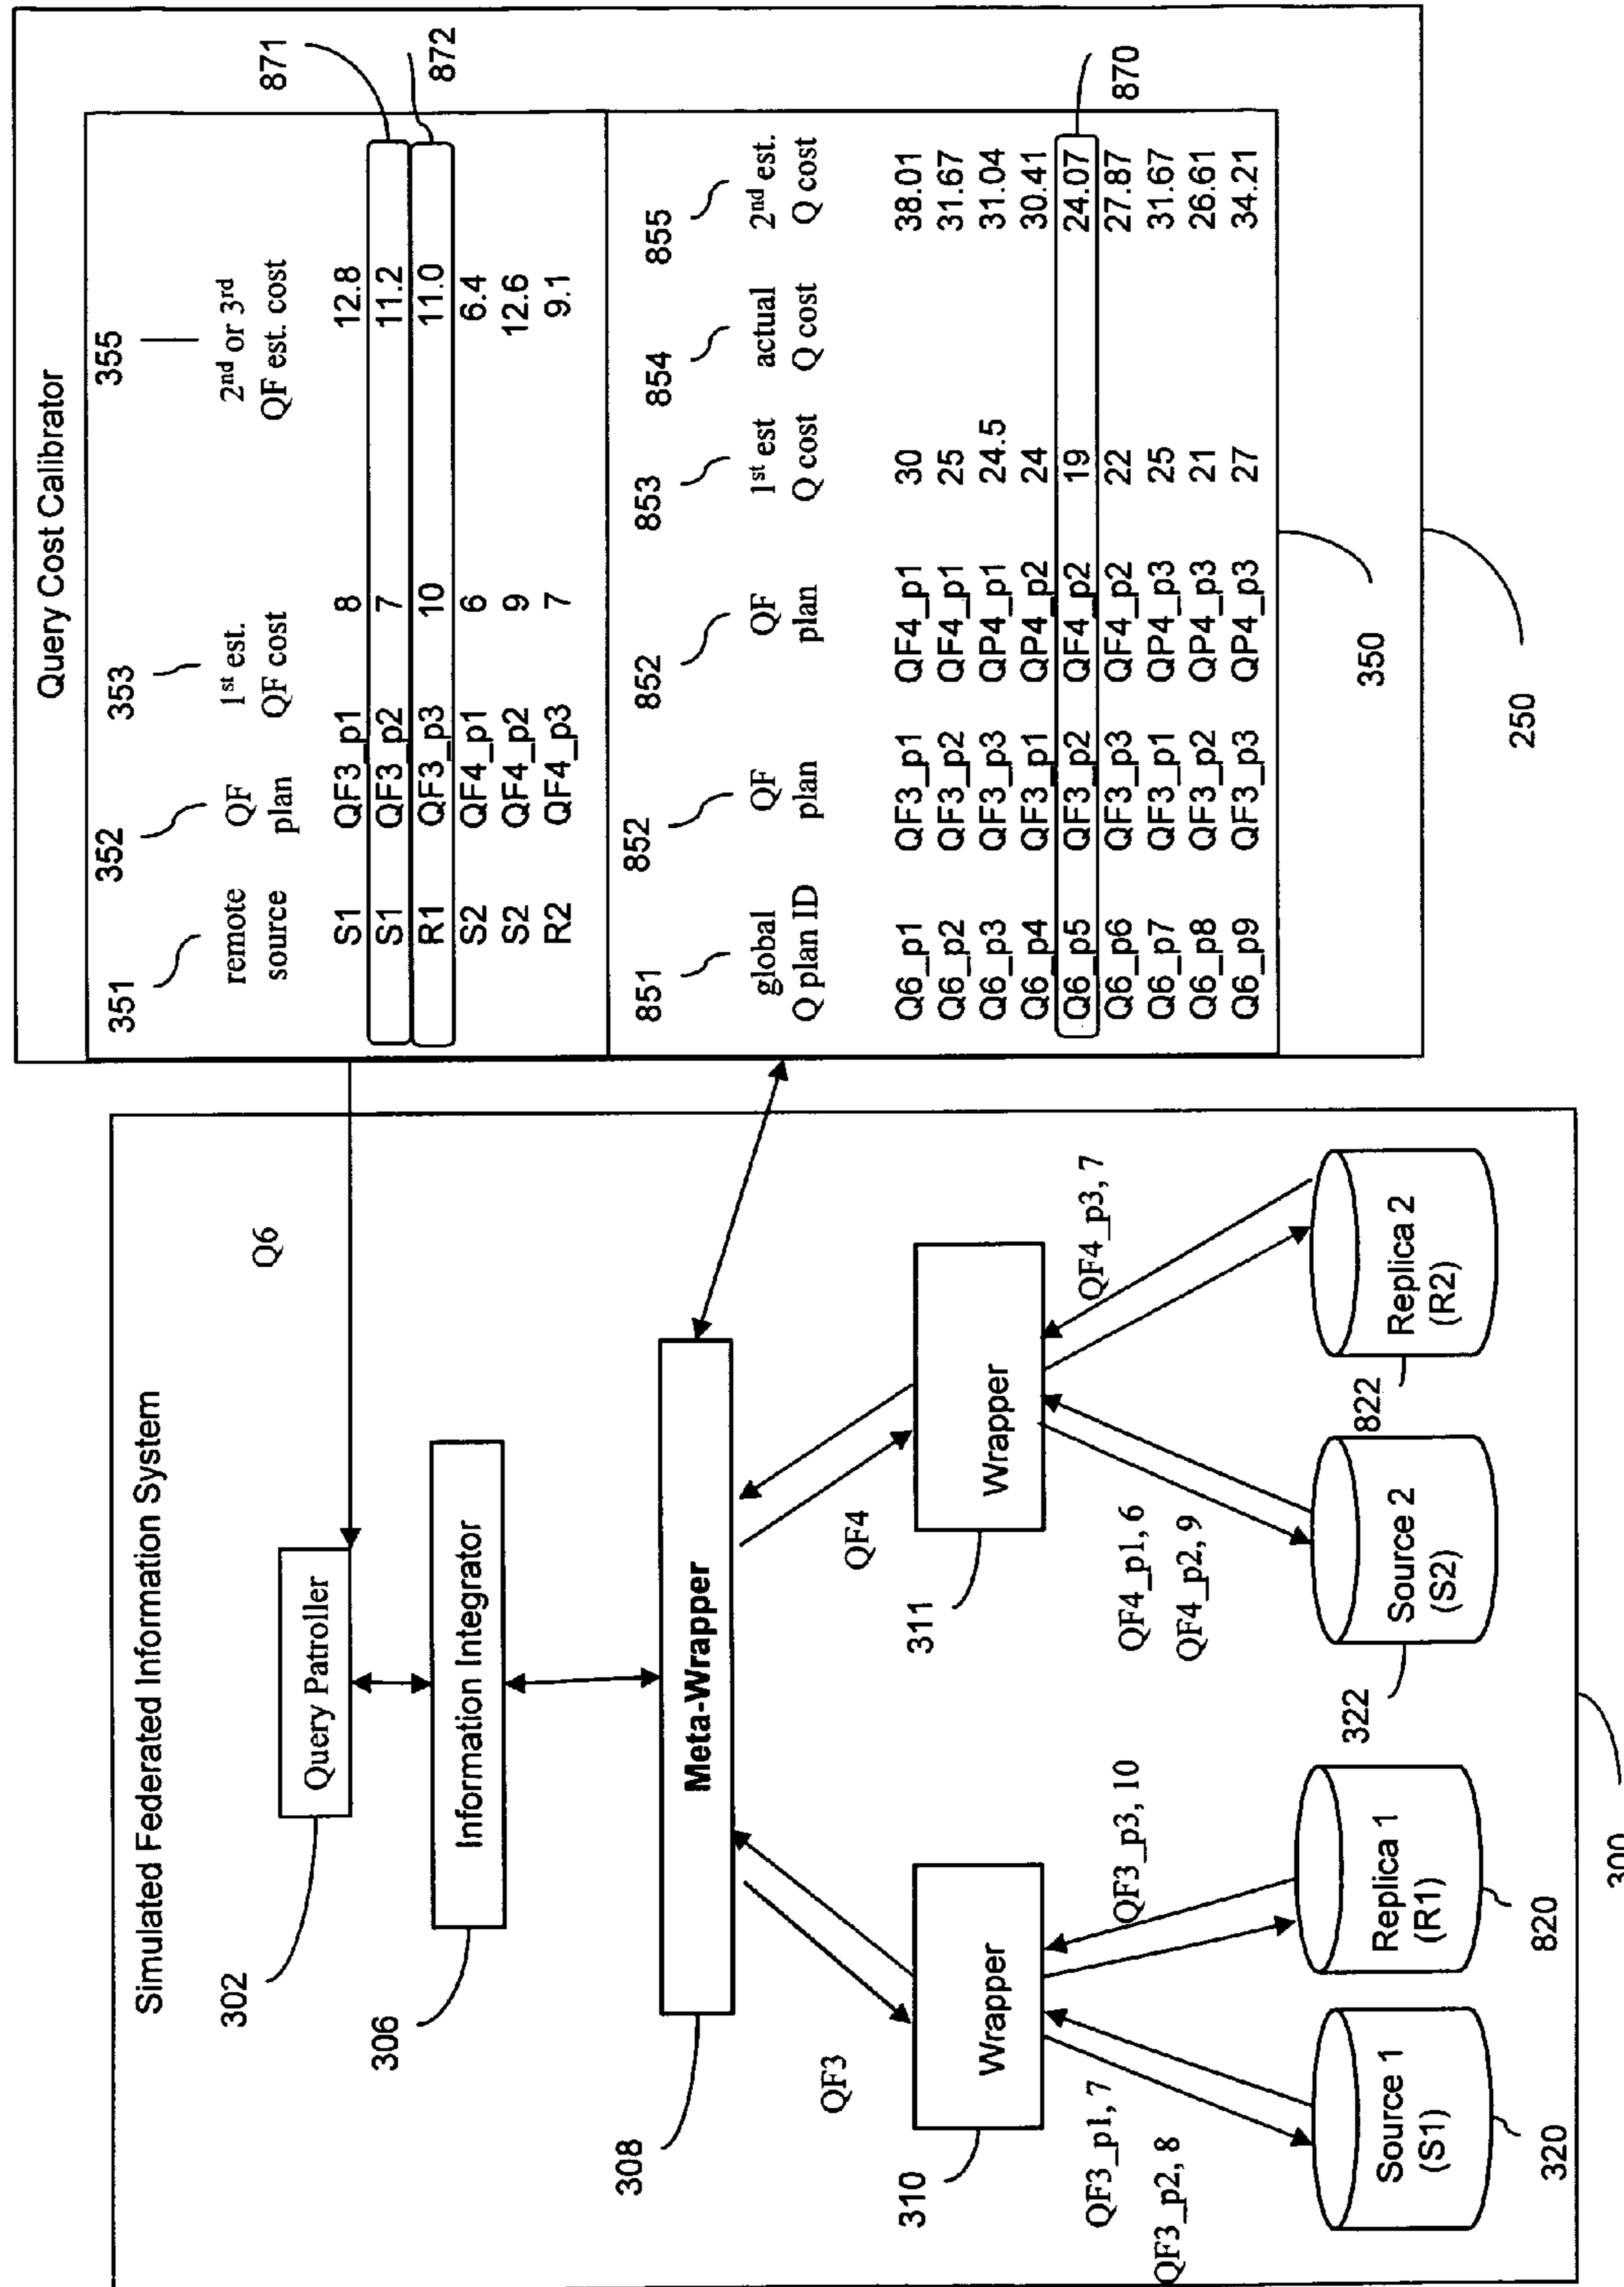 Simulated Federated Information System
302
Query Patroller
Q6
306
Information Integrator
308
Meta-Wrapper
QF3
QF4
310
Wrapper
311
Wrapper
QF3_p1, 7
QF3_p2, 8
QF3_p3, 10
QF4_p1, 6
QF4_p2, 9
QF4_p3, 7
Source 1
(S1)
320
Replica 1
(R1)
820
322
Source 2
(S2)
822
Replica 2
(R2)
300
Query Cost Calibrator
351 352 353 355
remote source QF plan 1st est. QF cost 2nd or 3rd QF est. cost
S1 QF3_p1 8 12.8
S1 QF3_p2 7 11.2
R1 QF3_p3 10 11.0
S2 QF4_p1 6 6.4
S2 QF4_p2 9 12.6
R2 QF4_p3 7 9.1
871
872
851 852 852 853 854 855
global Q plan ID QF plan QF plan 1st est Q cost actual Q cost 2nd est. Q cost
Q6_p1 QF3_p1 QF4_p1 30 38.01
Q6_p2 QF3_p2 QF4_p1 25 31.67
Q6_p3 QF3_p3 QP4_p1 24.5 31.04
Q6_p4 QF3_p1 QP4_p2 24 30.41
Q6_p5 QF3_p2 QF4_p2 19 24.07
Q6_p6 QF3_p3 QF4_p2 22 27.87
Q6_p7 QF3_p1 QP4_p3 25 31.67
Q6_p8 QF3_p2 QP4_p3 21 26.61
Q6_p9 QF3_p3 QP4_p3 27 34.21
870
350
250